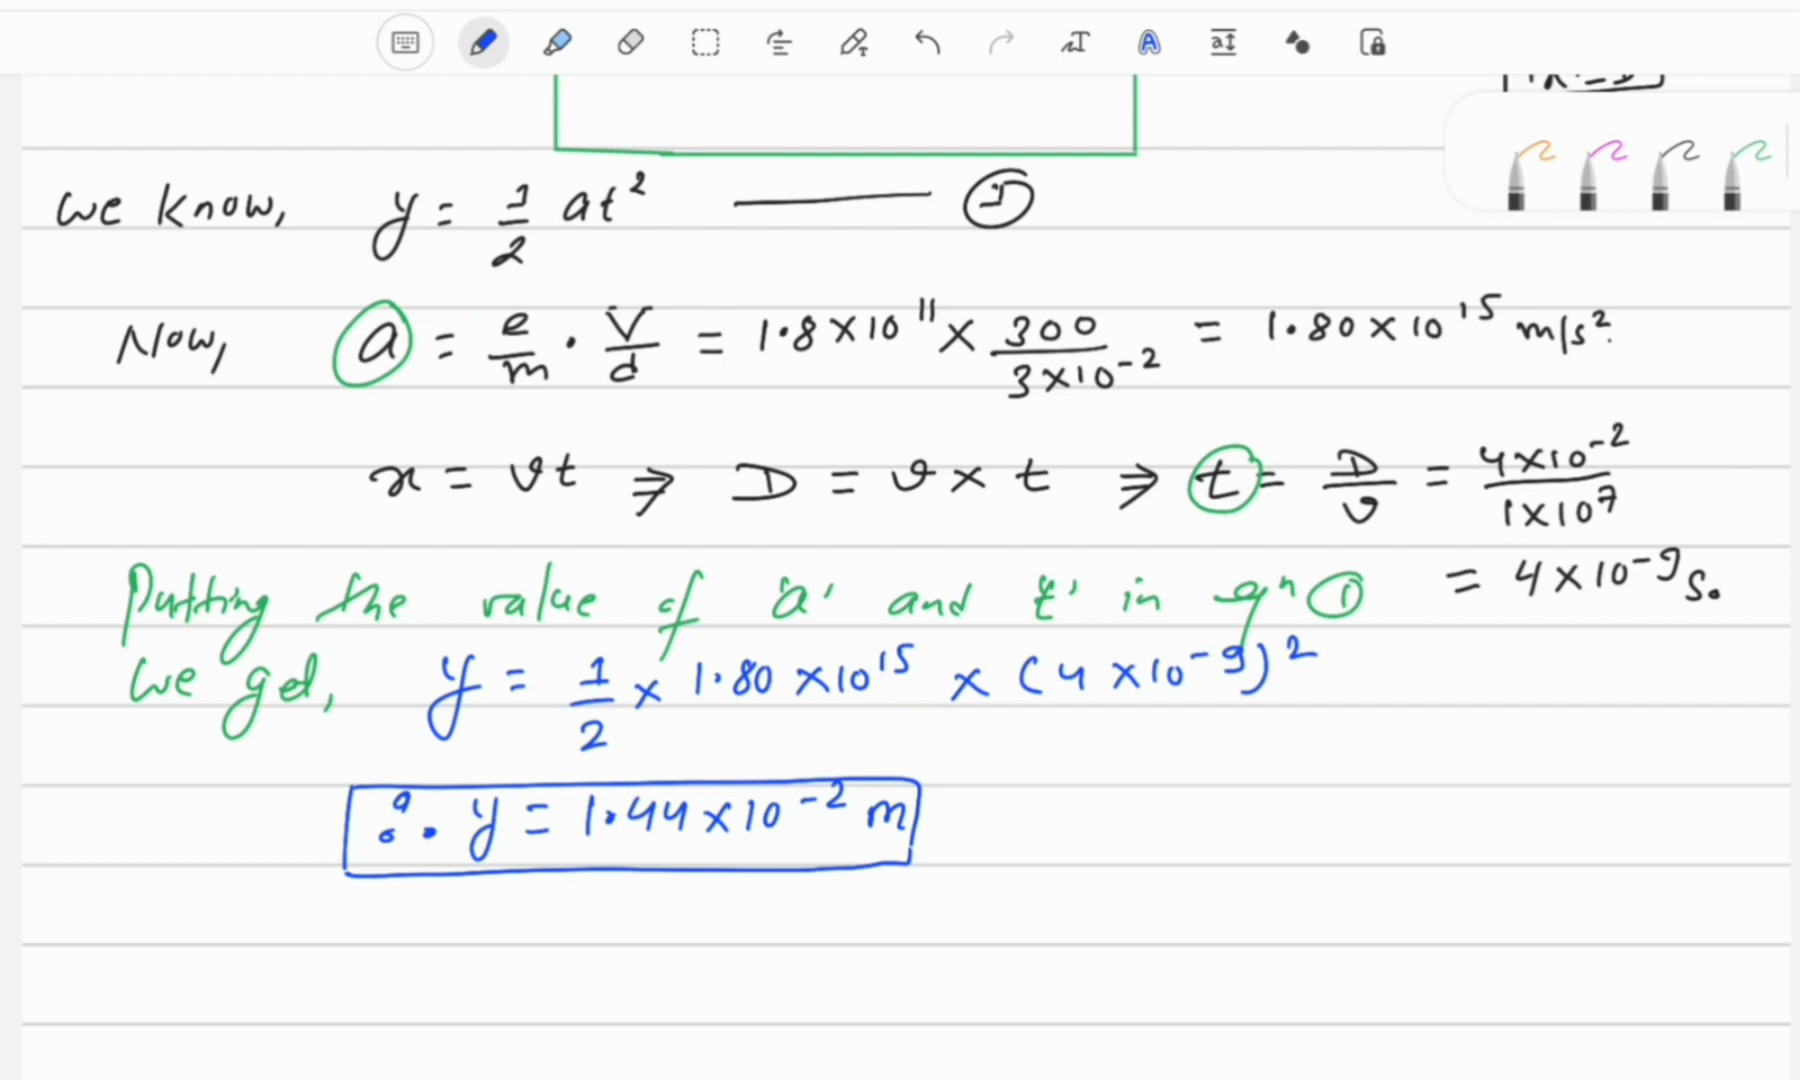 We know, y = 1/2 at² —— ①
Now, a = e/m · V/d = 1.8×10¹¹ × 300/3×10⁻² = 1.80×10¹⁵ m/s².
x = vt ⇒ D = v × t ⇒ t = D/v = 4×10⁻²/1×10⁷
= 4×10⁻⁹ s.
Putting the value of 'a' and 't' in eqⁿ ①
We get, y = 1/2 × 1.80 ×10¹⁵ × (4×10⁻⁹)²
∴ y = 1.44×10⁻² m